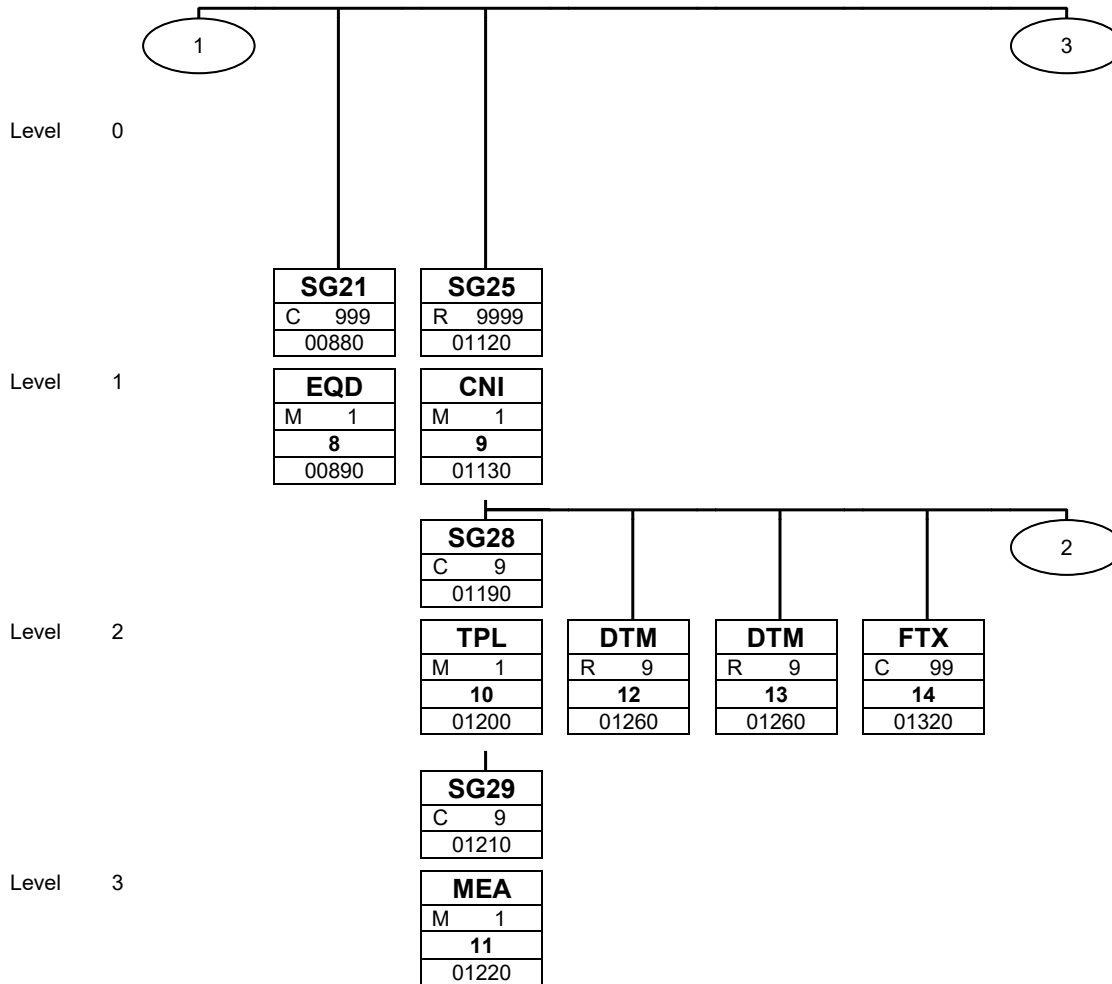 1
3
Level 0
SG21 SG25
C 999 R 9999
00880 01120
Level 1
EQD CNI
M 1 M 1
8 9
00890 01130
SG28
C 9
01190
2
Level 2
TPL DTM DTM FTX
M 1 R 9 R 9 C 99
10 12 13 14
01200 01260 01260 01320
SG29
C 9
01210
Level 3
MEA
M 1
11
01220